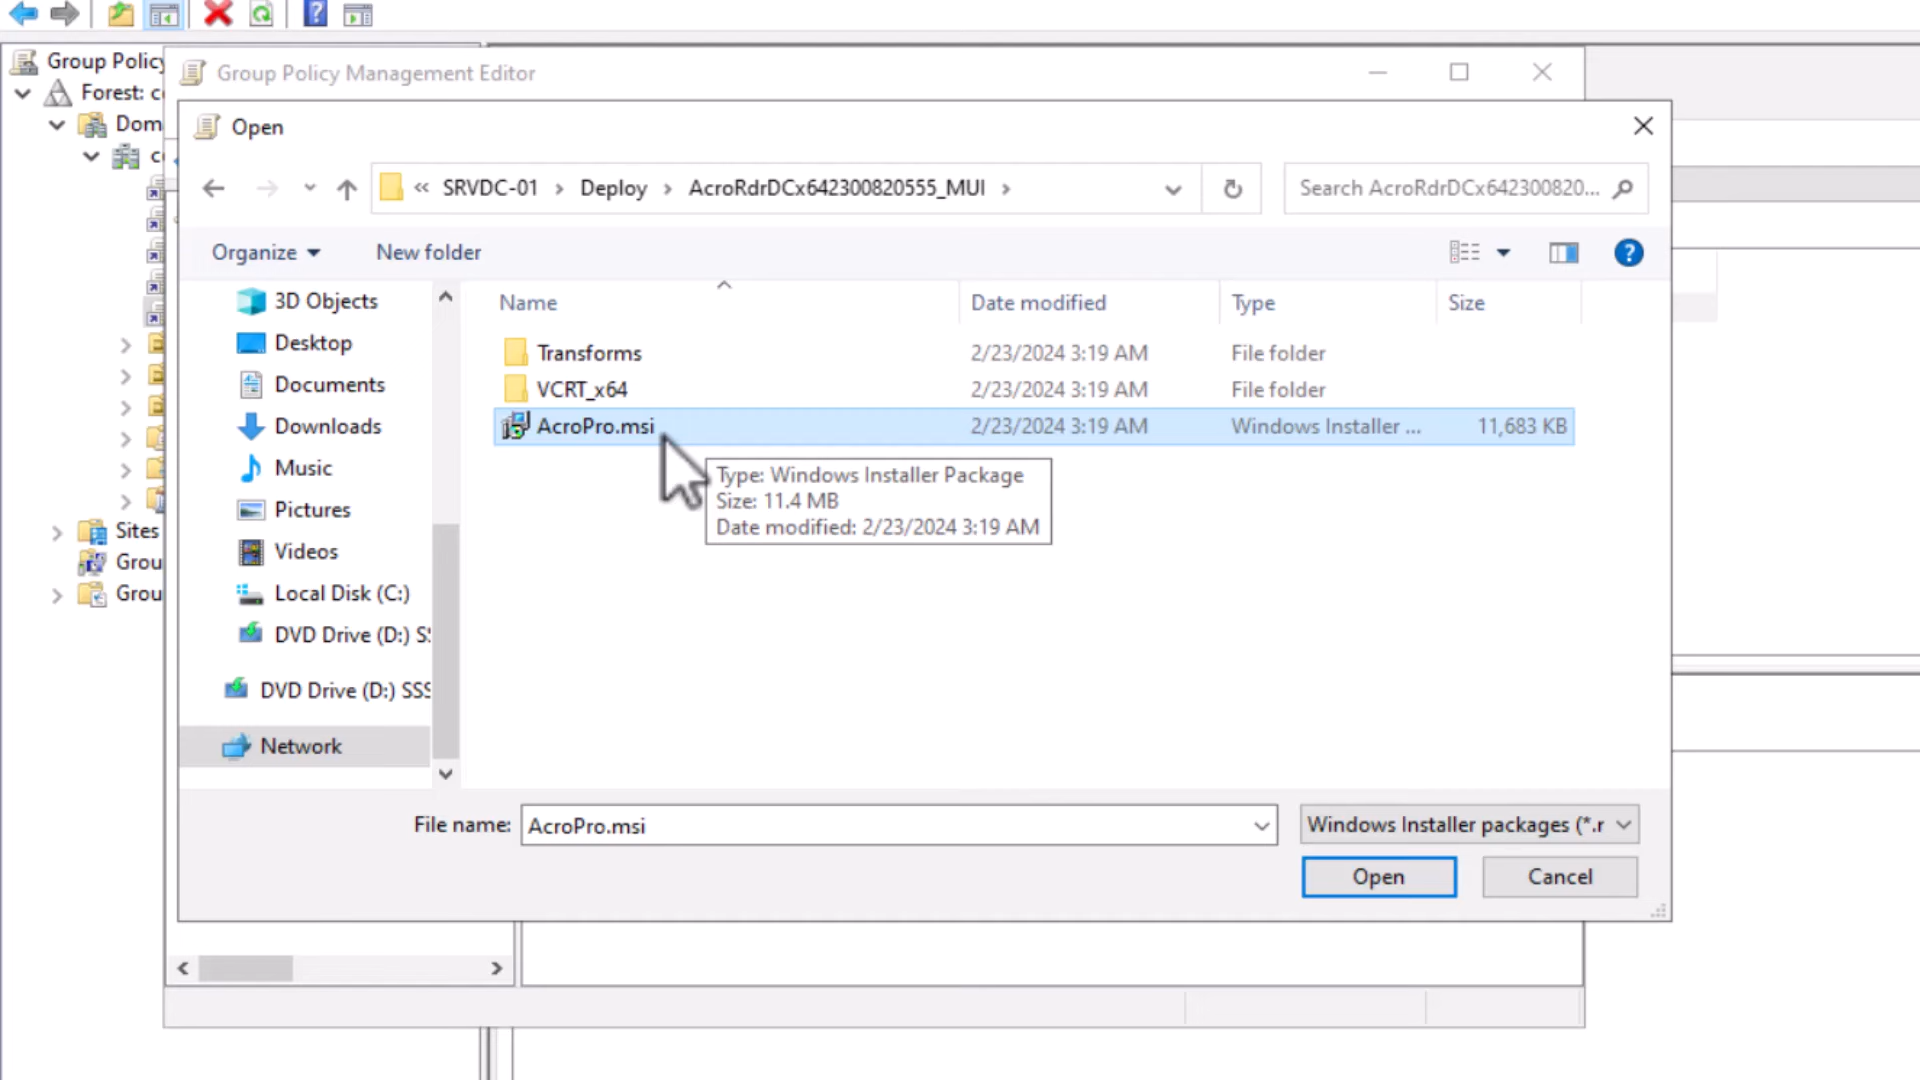 Group Policy
Group Policy Management Editor
Forest: c
Dom
c
Open
« SRVDC-01 › Deploy › AcroRdrDCx642300820555_MUI ›
Search AcroRdrDCx642300820...
Organize
New folder
?
3D Objects
Desktop
Documents
Downloads
Music
Pictures
Videos
Local Disk (C:)
DVD Drive (D:) S
DVD Drive (D:) SSS
Network
Name Date modified Type Size
Transforms 2/23/2024 3:19 AM File folder
VCRT_x64 2/23/2024 3:19 AM File folder
AcroPro.msi 2/23/2024 3:19 AM Windows Installer ... 11,683 KB
Type: Windows Installer Package
Size: 11.4 MB
Date modified: 2/23/2024 3:19 AM
Sites
Grou
Grou
File name: AcroPro.msi
Windows Installer packages (*.r
Open
Cancel